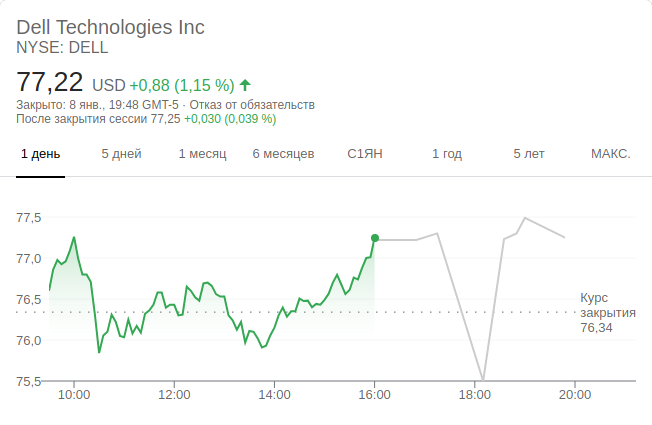 Dell Technologies Inc
NYSE: DELL
77,22 USD +0,88 (1,15 %)
Закрыто: 8 янв., 19:48 GMT-5 · Отказ от обязательств
После закрытия сессии 77,25 +0,030 (0,039 %)
1 день 5 дней 1 месяц 6 месяцев С1ЯН 1 год 5 лет МАКС.
77,5
77,0
76,5
76,0
75,5
Курс
закрытия
76,34
10:00 12:00 14:00 16:00 18:00 20:00